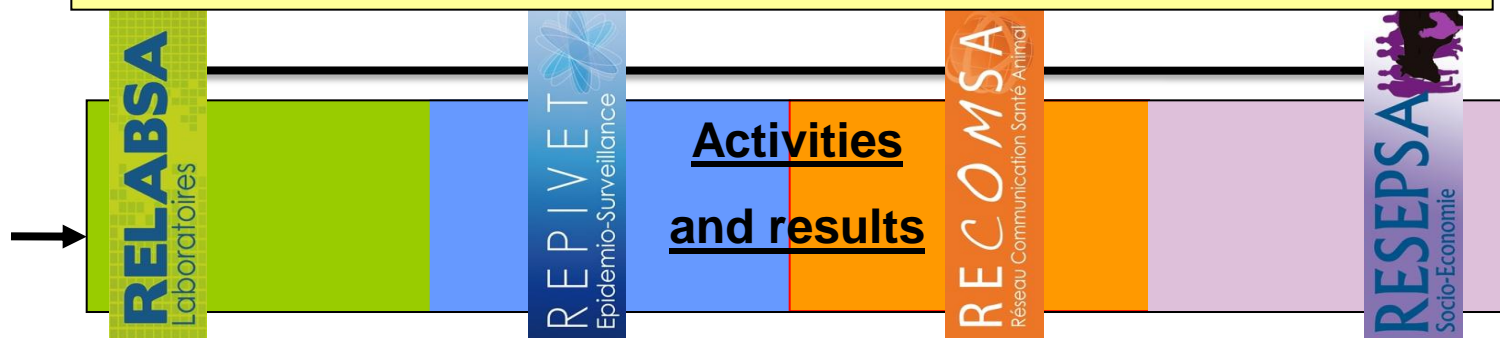 RELABSA
Laboratoires
REPIVET
Epidemio-Surveillance
Activities
and results
RECOMSA
Réseau Communication Santé Animal
RESEPSA
Socio-Economie